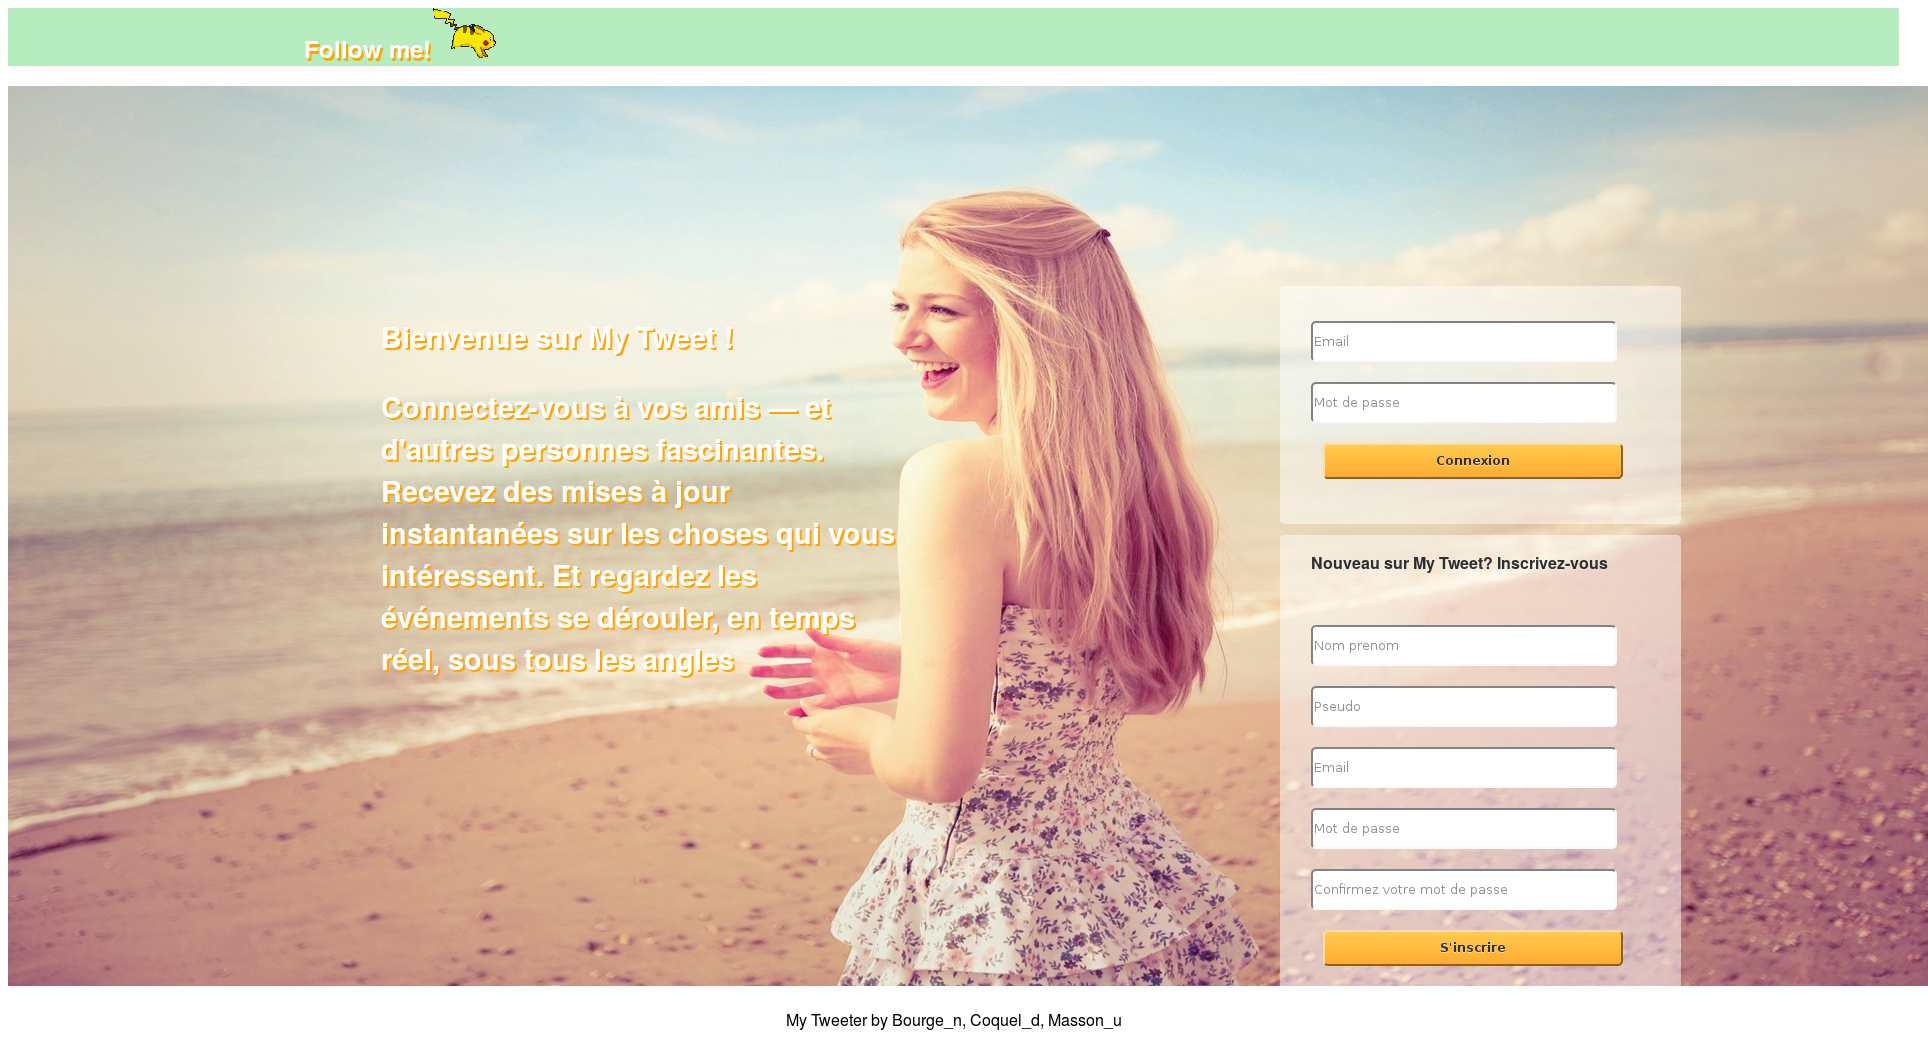 Follow me!
Bienvenue sur My Tweet !
Connectez-vous à vos amis — et
d'autres personnes fascinantes.
Recevez des mises à jour
instantanées sur les choses qui vous
intéressent. Et regardez les
événements se dérouler, en temps
réel, sous tous les angles
Email
Mot de passe
Connexion
Nouveau sur My Tweet? Inscrivez-vous
Nom prenom
Pseudo
Email
Mot de passe
Confirmez votre mot de passe
S'inscrire
My Tweeter by Bourge_n, Coquel_d, Masson_u